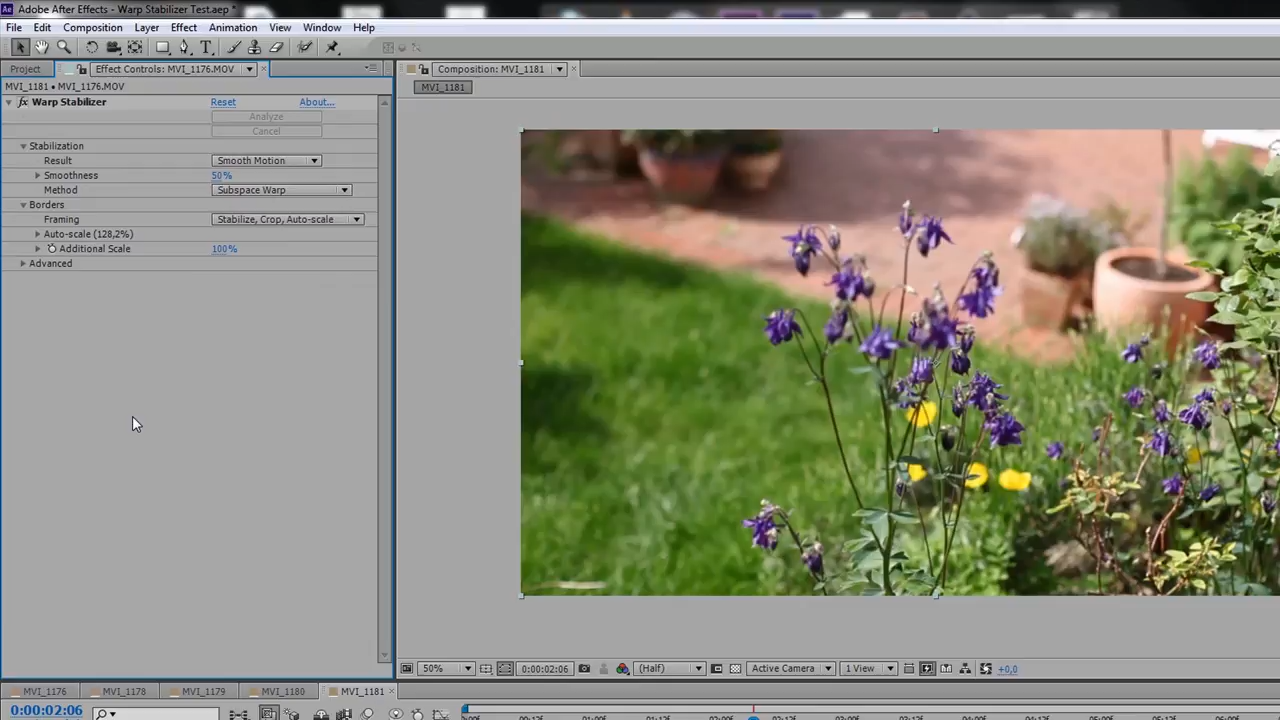 Adobe After Effects - Warp Stabilizer Test.aep *
File Edit Composition Layer Effect Animation View Window Help
Project Effect Controls: MVI_1176.MOV Composition: MVI_1181
MVI_1181 • MVI_1176.MOV
MVI_1181
fx Warp Stabilizer Reset About...
Analyze
Cancel
Stabilization
Result Smooth Motion
Smoothness 50%
Method Subspace Warp
Borders
Framing Stabilize, Crop, Auto-scale
Auto-scale (128,2%)
Additional Scale 100%
Advanced
50% 0:00:02:06 (Half) Active Camera 1 View +0,0
MVI_1176 MVI_1178 MVI_1179 MVI_1180 MVI_1181
0:00:02:06